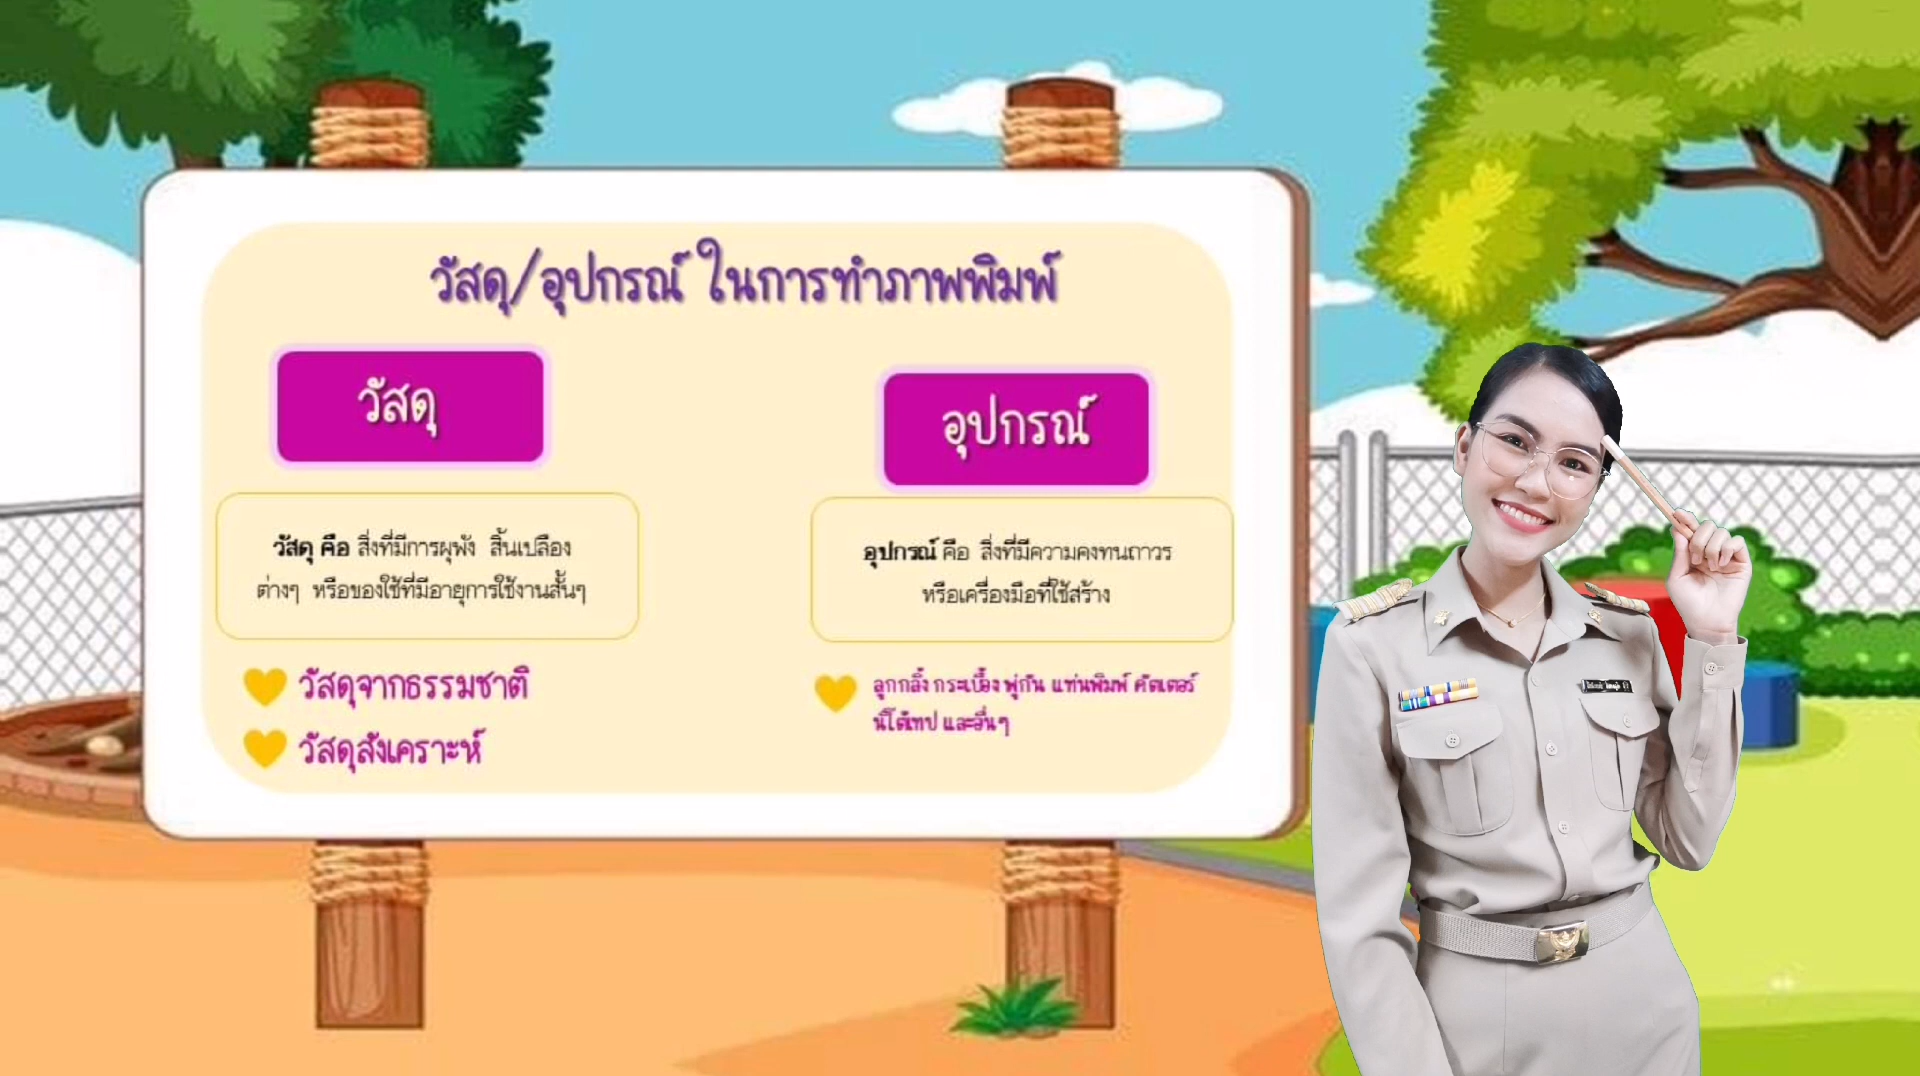 วัสดุ/อุปกรณ์ ในการทำภาพพิมพ์
วัสดุ
วัสดุ คือ สิ่งที่มีการผุพัง สิ้นเปลือง
ต่างๆ หรือของใช้ที่มีอายุการใช้งานสั้นๆ
วัสดุจากธรรมชาติ
วัสดุสังเคราะห์
อุปกรณ์
อุปกรณ์ คือ สิ่งที่มีความคงทนถาวร
หรือเครื่องมือที่ใช้สร้าง
ลูกกลิ้ง กระเบื้อง พู่กัน แท่นพิมพ์ คัตเตอร์
และอื่นๆ